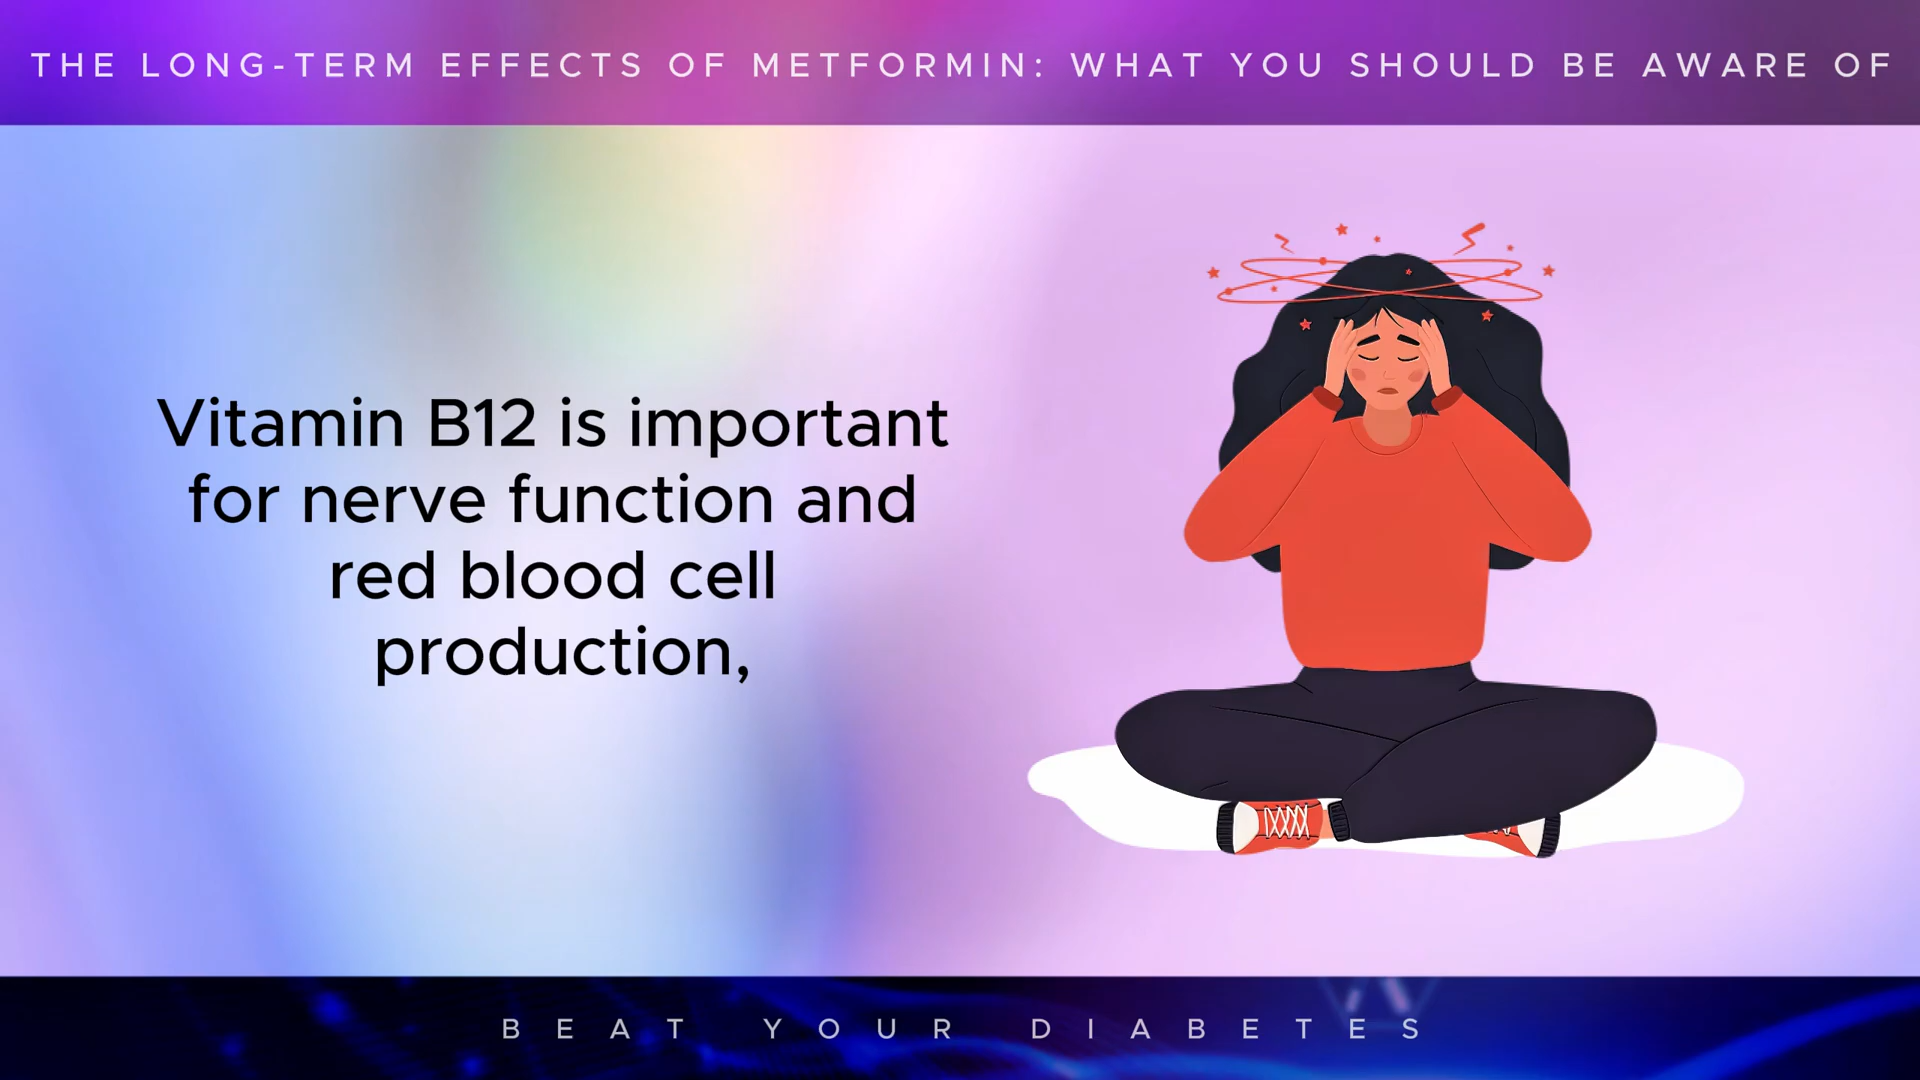 THE LONG-TERM EFFECTS OF METFORMIN: WHAT YOU SHOULD BE AWARE OF
Vitamin B12 is important
for nerve function and
red blood cell
production,
BEAT YOUR DIABETES